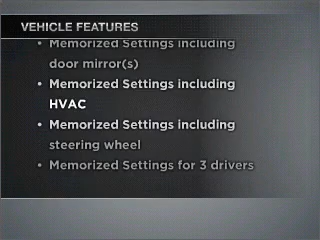 VEHICLE FEATURES
• Memorized Settings including
door mirror(s)
• Memorized Settings including
HVAC
• Memorized Settings including
steering wheel
• Memorized Settings for 3 drivers